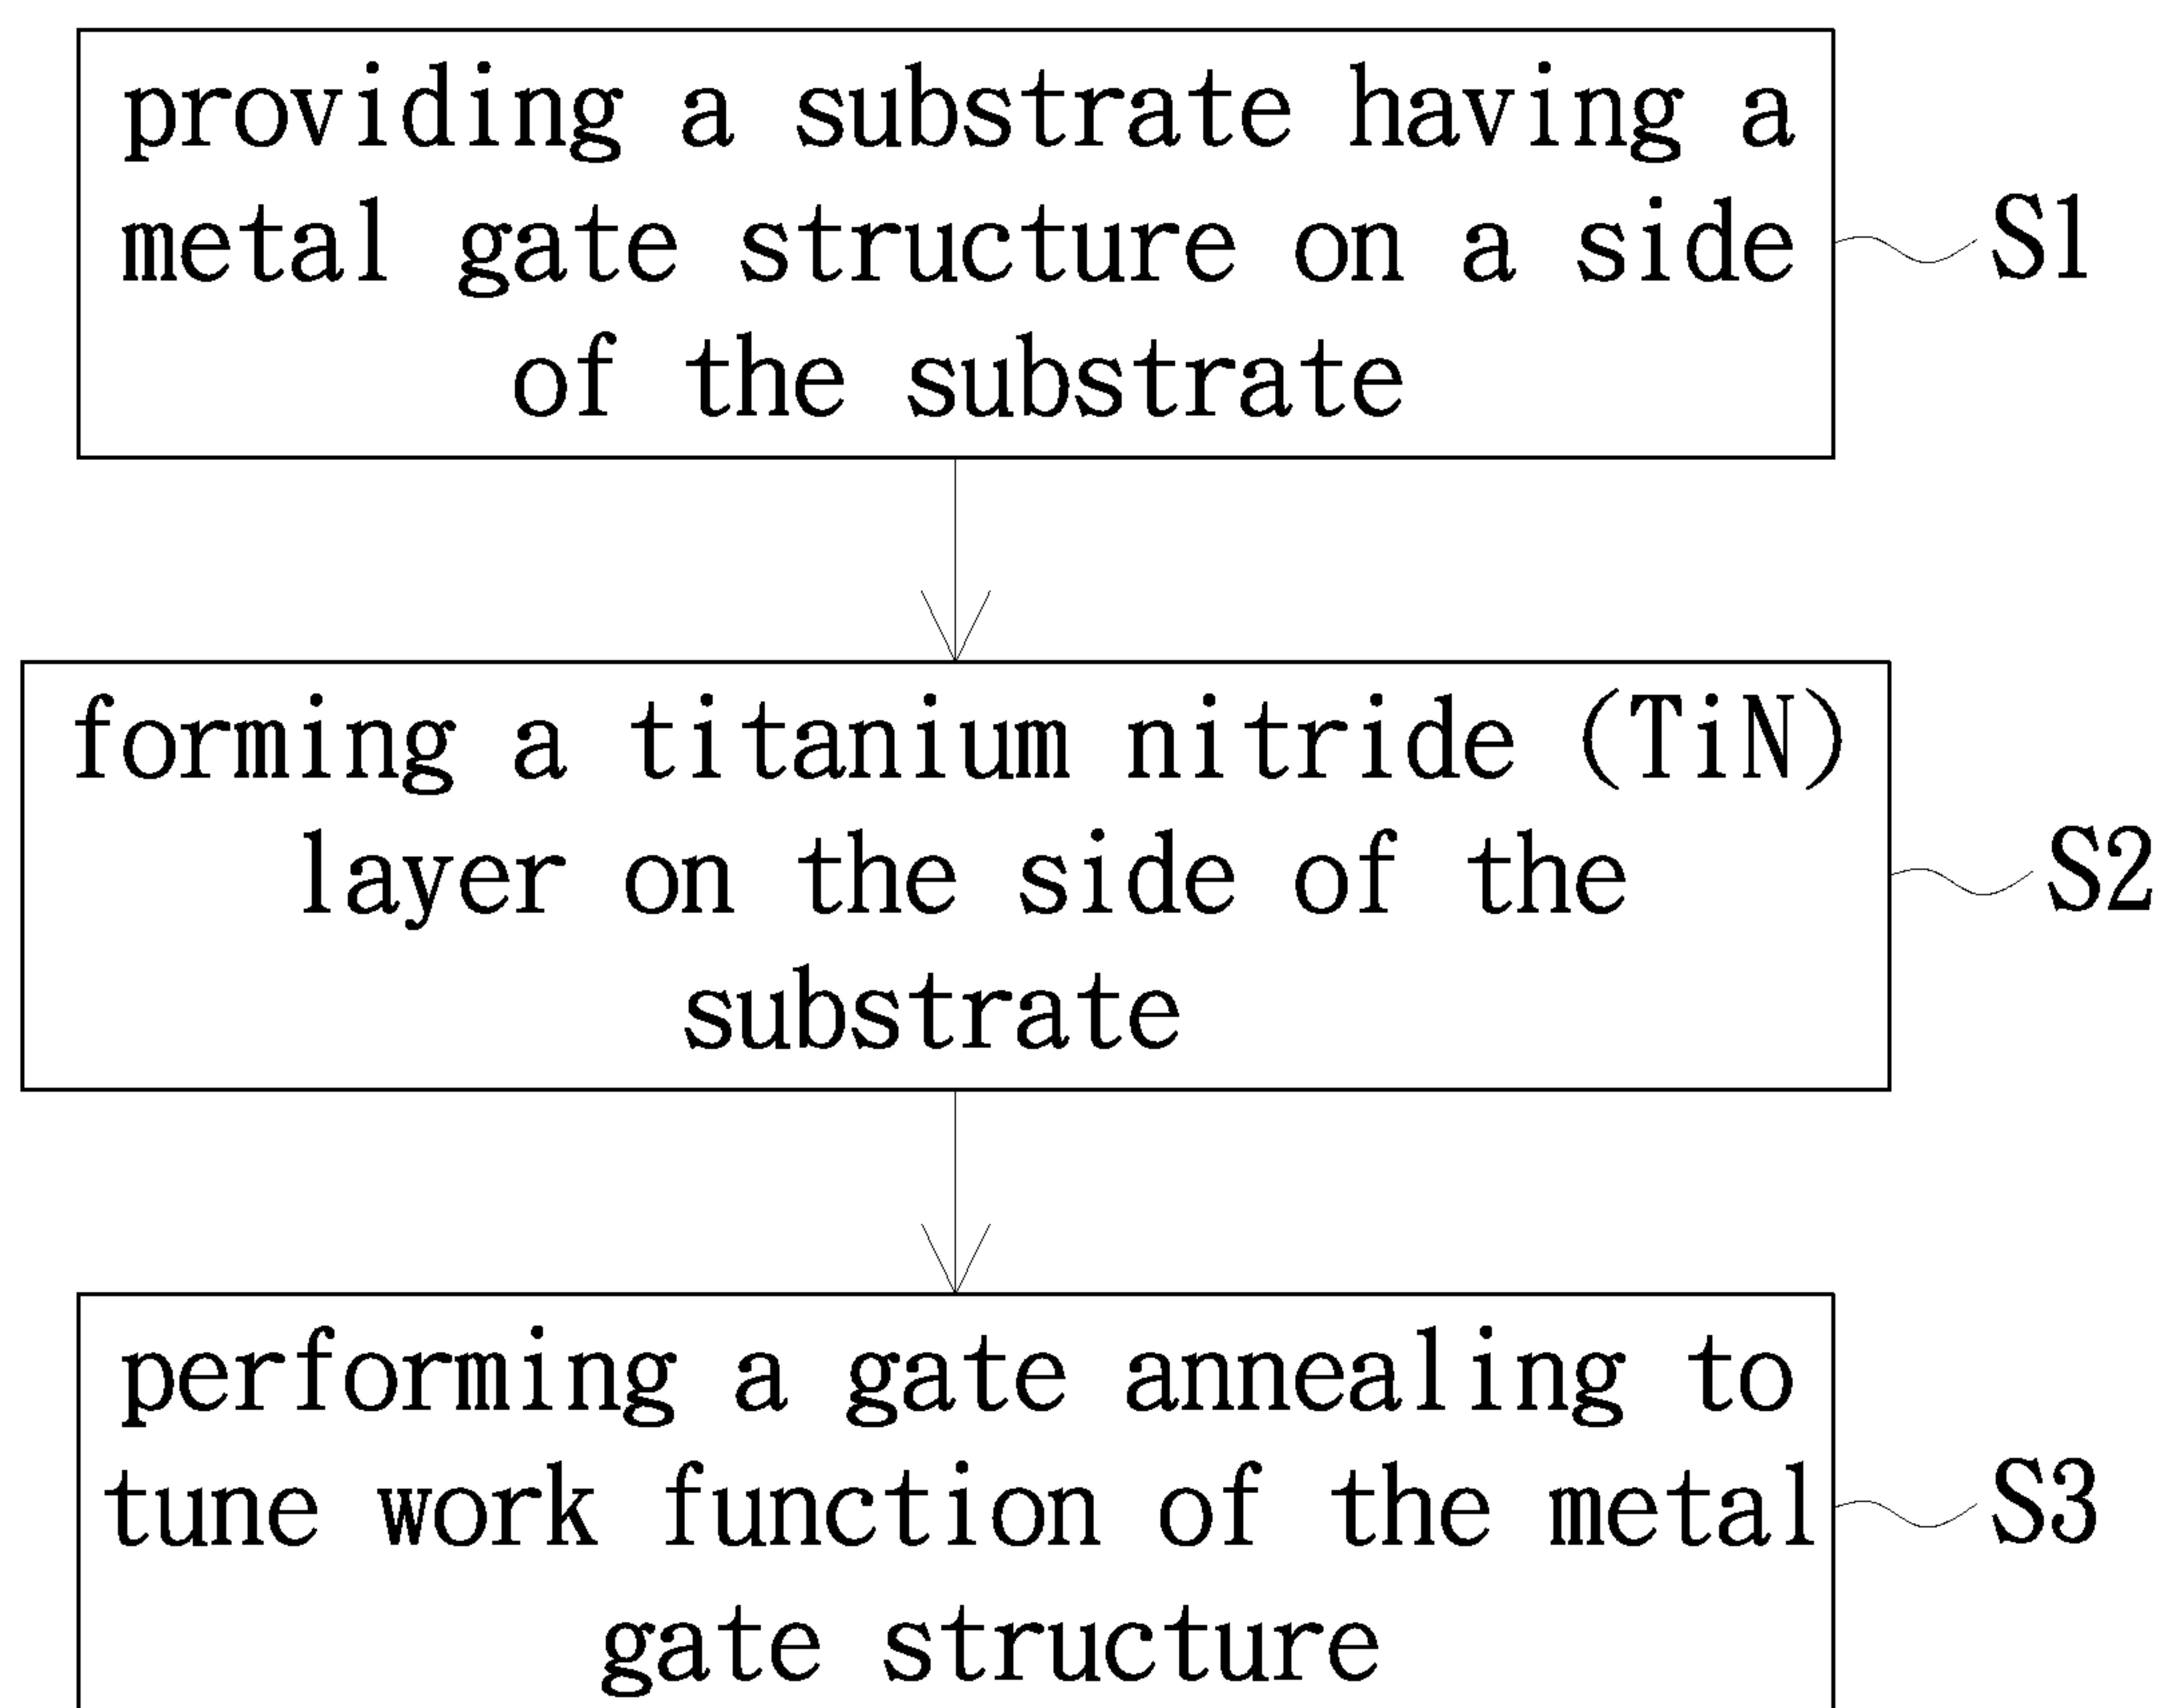 providing a substrate having a
metal gate structure on a side
of the substrate
S1
forming a titanium nitride (TiN)
layer on the side of the
substrate
S2
performing a gate annealing to
tune work function of the metal
gate structure
S3